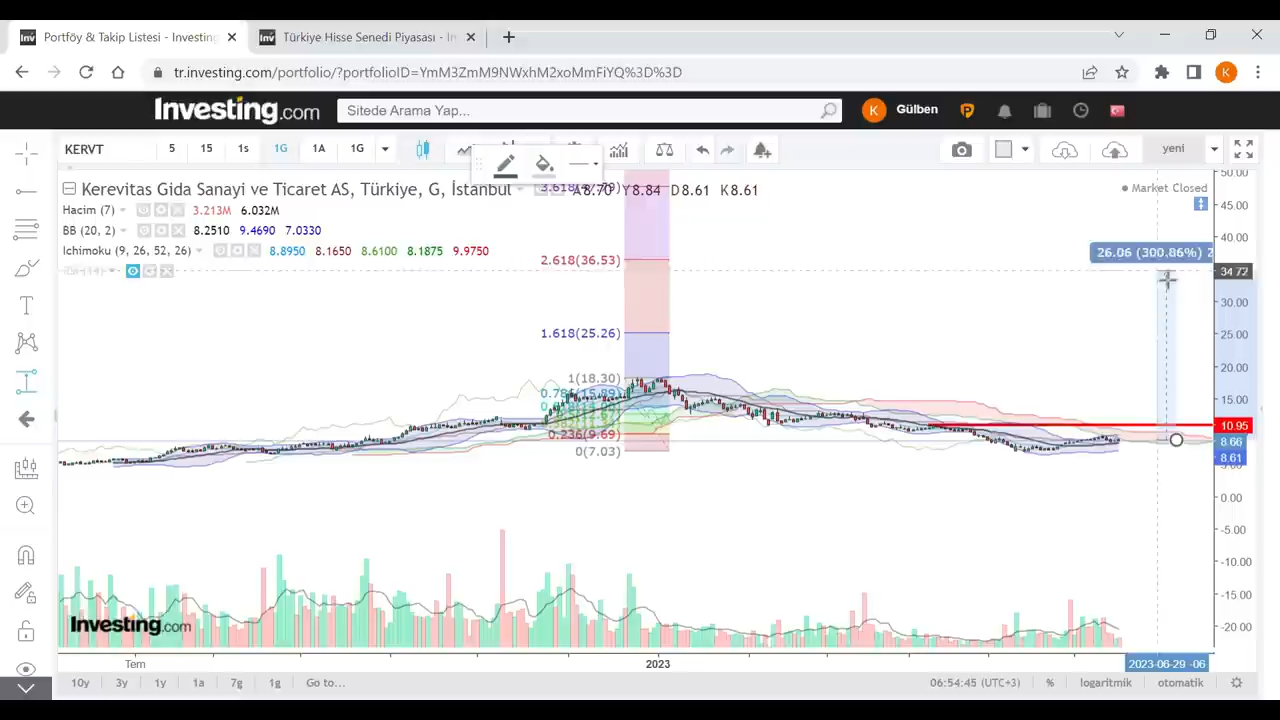 Portföy & Takip Listesi - Investing
Türkiye Hisse Senedi Piyasası - In
tr.investing.com/portfolio/?portfolioID=YmM3ZmM9NWxhM2xoMmFiYQ%3D%3D
K
Investing.com
Sitede Arama Yap...
K
Gülben
KERVT
5
15
1s
1G
1A
1G
yeni
Kerevitas Gida Sanayi ve Ticaret AS, Türkiye, G, İstanbul
A8.70 Y8.84 D8.61 K8.61
Market Closed
Hacim (7) 3.213M 6.032M
BB (20, 2) 8.2510 9.4690 7.0330
Ichimoku (9, 26, 52, 26) 8.8950 8.1650 8.6100 8.1875 9.9750
2.618(36.53)
1.618(25.26)
1(18.30)
0.236(9.69)
0(7.03)
26.06 (300.86%) 2
50.00
45.00
40.00
34.72
30.00
25.00
20.00
15.00
10.95
8.66
8.61
0.00
-5.00
-10.00
-15.00
-20.00
Investing.com
Tem
2023
2023-06-29 -06
10y
3y
1y
1a
7g
1g
Go to...
06:54:45 (UTC+3)
%
logaritmik
otomatik